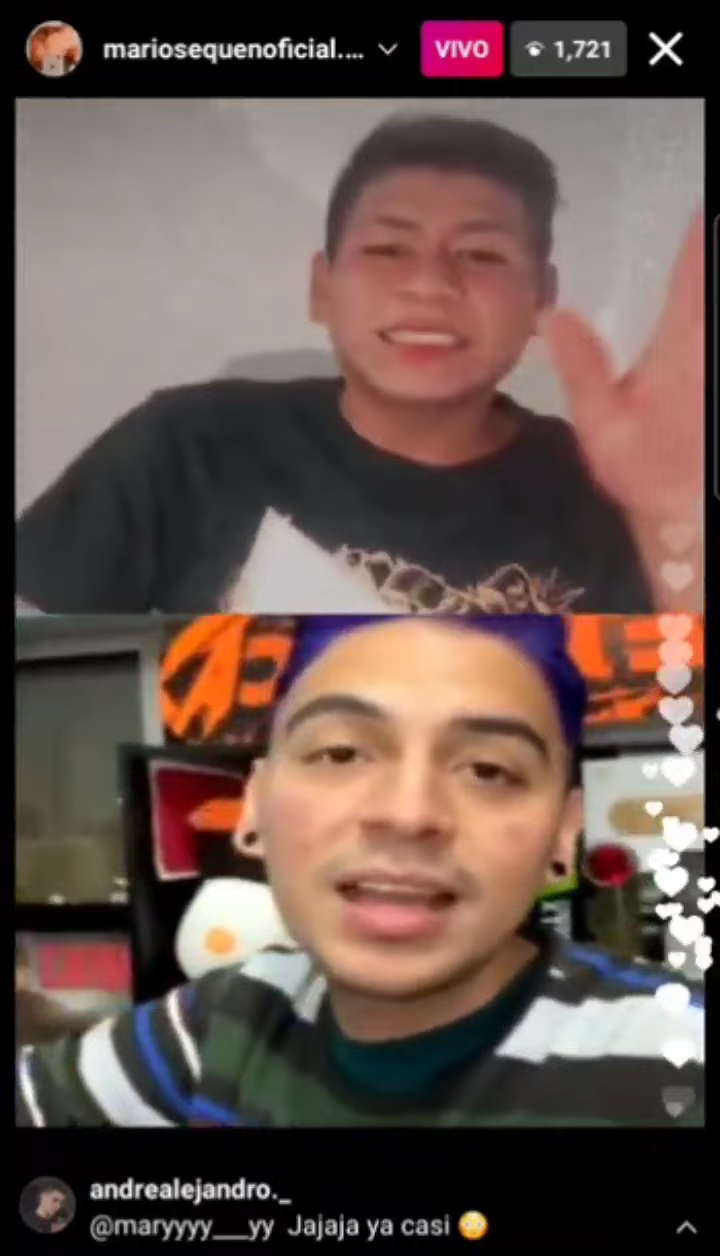 mariosequenoficial....
VIVO
1,721
andrealejandro._
@maryyyy___yy Jajaja ya casi 😳